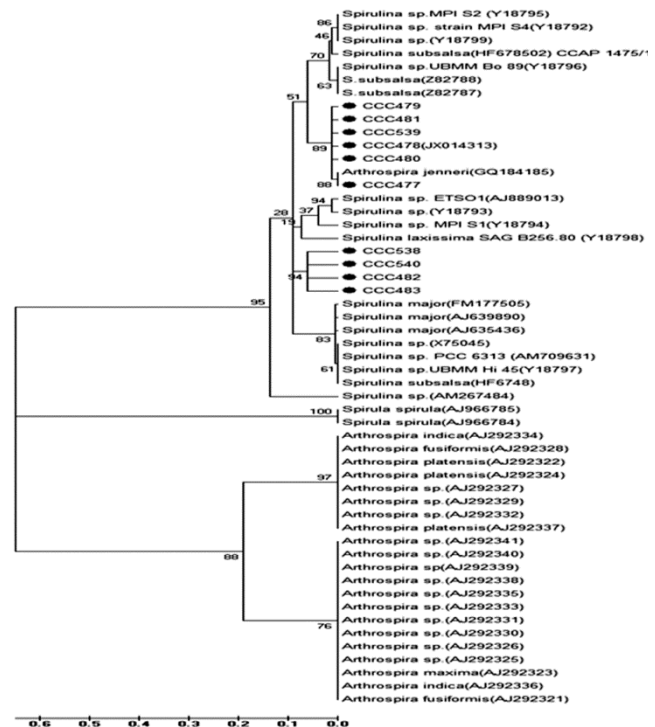 Spirulina sp.MPI S2 (Y18795)
86
Spirulina sp. strain MPI S4(Y18792)
46
Spirulina sp.(Y18799)
70
Spirulina subsalsa(HF678502) CCAP 1475/1
Spirulina sp.UBMM Bo 89(Y18796)
63
S.subsalsa(Z82788)
S.subsalsa(Z82787)
51
CCC479
CCC481
CCC539
89
CCC478(JX014313)
CCC480
Arthrospira jenneri(GQ184185)
88
CCC477
94
Spirulina sp. ETSO1(AJ889013)
28
37
Spirulina sp.(Y18793)
19
Spirulina sp. MPI S1(Y18794)
Spirulina laxissima SAG B256.80 (Y18798)
CCC538
CCC540
94
CCC482
CCC483
95
Spirulina major(FM177505)
Spirulina major(AJ639890)
Spirulina major(AJ635436)
83
Spirulina sp.(X75045)
Spirulina sp. PCC 6313 (AM709631)
61
Spirulina sp.UBMM Hi 45(Y18797)
Spirulina subsalsa(HF6748)
Spirulina sp.(AM267484)
100
Spirula spirula(AJ966785)
Spirula spirula(AJ966784)
Arthrospira indica(AJ292334)
Arthrospira fusiformis(AJ292328)
Arthrospira platensis(AJ292322)
97
Arthrospira platensis(AJ292324)
Arthrospira sp.(AJ292327)
Arthrospira sp.(AJ292329)
Arthrospira sp.(AJ292332)
Arthrospira platensis(AJ292337)
88
Arthrospira sp.(AJ292341)
Arthrospira sp.(AJ292340)
Arthrospira sp(AJ292339)
Arthrospira sp.(AJ292338)
Arthrospira sp.(AJ292335)
Arthrospira sp.(AJ292333)
76
Arthrospira sp.(AJ292331)
Arthrospira sp.(AJ292330)
Arthrospira sp.(AJ292326)
Arthrospira sp.(AJ292325)
Arthrospira maxima(AJ292323)
Arthrospira indica(AJ292336)
Arthrospira fusiformis(AJ292321)
0.6 0.5 0.4 0.3 0.2 0.1 0.0